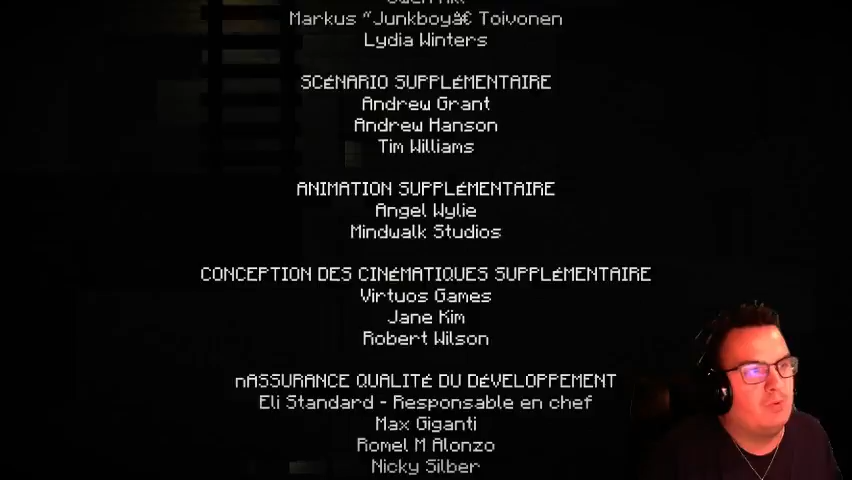 Markus "Junkboyâ€ Toivonen
Lydia Winters
SCÉNARIO SUPPLÉMENTAIRE
Andrew Grant
Andrew Hanson
Tim Williams
ANIMATION SUPPLÉMENTAIRE
Angel Wylie
Mindwalk Studios
CONCEPTION DES CINÉMATIQUES SUPPLÉMENTAIRE
Virtuos Games
Jane Kim
Robert Wilson
nASSURANCE QUALITÉ DU DÉVELOPPEMENT
Eli Standard - Responsable en chef
Max Giganti
Romel M Alonzo
Nicky Silber